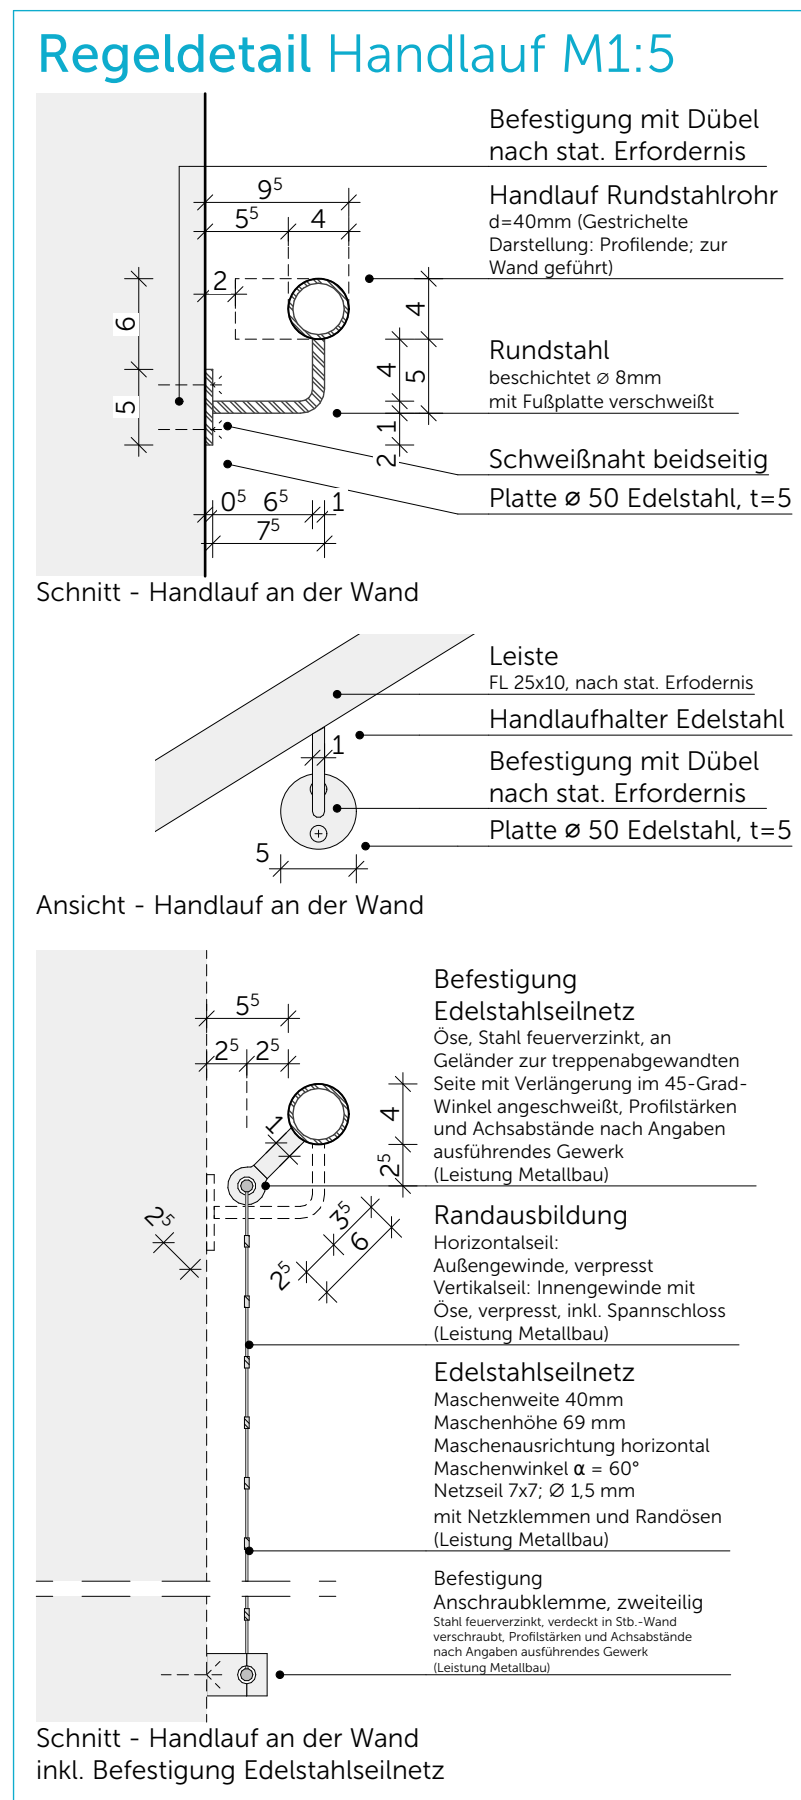 Regeldetail Handlauf M1:5
Befestigung mit Dübel
nach stat. Erfordernis
9⁵
5⁵ 4
Handlauf Rundstahlrohr
d=40mm (Gestrichelte
Darstellung: Profilende; zur
Wand geführt)
2
6
4
4
5
Rundstahl
beschichtet ⌀ 8mm
mit Fußplatte verschweißt
5
1
2
Schweißnaht beidseitig
Platte ⌀ 50 Edelstahl, t=5
0⁵ 6⁵ 1
7⁵
Schnitt - Handlauf an der Wand
Leiste
FL 25x10, nach stat. Erfodernis
Handlaufhalter Edelstahl
1
Befestigung mit Dübel
nach stat. Erfordernis
Platte ⌀ 50 Edelstahl, t=5
5
Ansicht - Handlauf an der Wand
Befestigung
Edelstahlseilnetz
Öse, Stahl feuerverzinkt, an
Geländer zur treppenabgewandten
Seite mit Verlängerung im 45-Grad-
Winkel angeschweißt, Profilstärken
und Achsabstände nach Angaben
ausführendes Gewerk
(Leistung Metallbau)
5⁵
2⁵ 2⁵
4
1
2⁵
Randausbildung
Horizontalseil:
Außengewinde, verpresst
Vertikalseil: Innengewinde mit
Öse, verpresst, inkl. Spannschloss
(Leistung Metallbau)
2⁵
3⁵
6
2⁵
Edelstahlseilnetz
Maschenweite 40mm
Maschenhöhe 69 mm
Maschenausrichtung horizontal
Maschenwinkel α = 60°
Netzseil 7x7; ∅ 1,5 mm
mit Netzklemmen und Randösen
(Leistung Metallbau)
Befestigung
Anschraubklemme, zweiteilig
Stahl feuerverzinkt, verdeckt in Stb.-Wand
verschraubt, Profilstärken und Achsabstände
nach Angaben ausführendes Gewerk
(Leistung Metallbau)
Schnitt - Handlauf an der Wand
inkl. Befestigung Edelstahlseilnetz